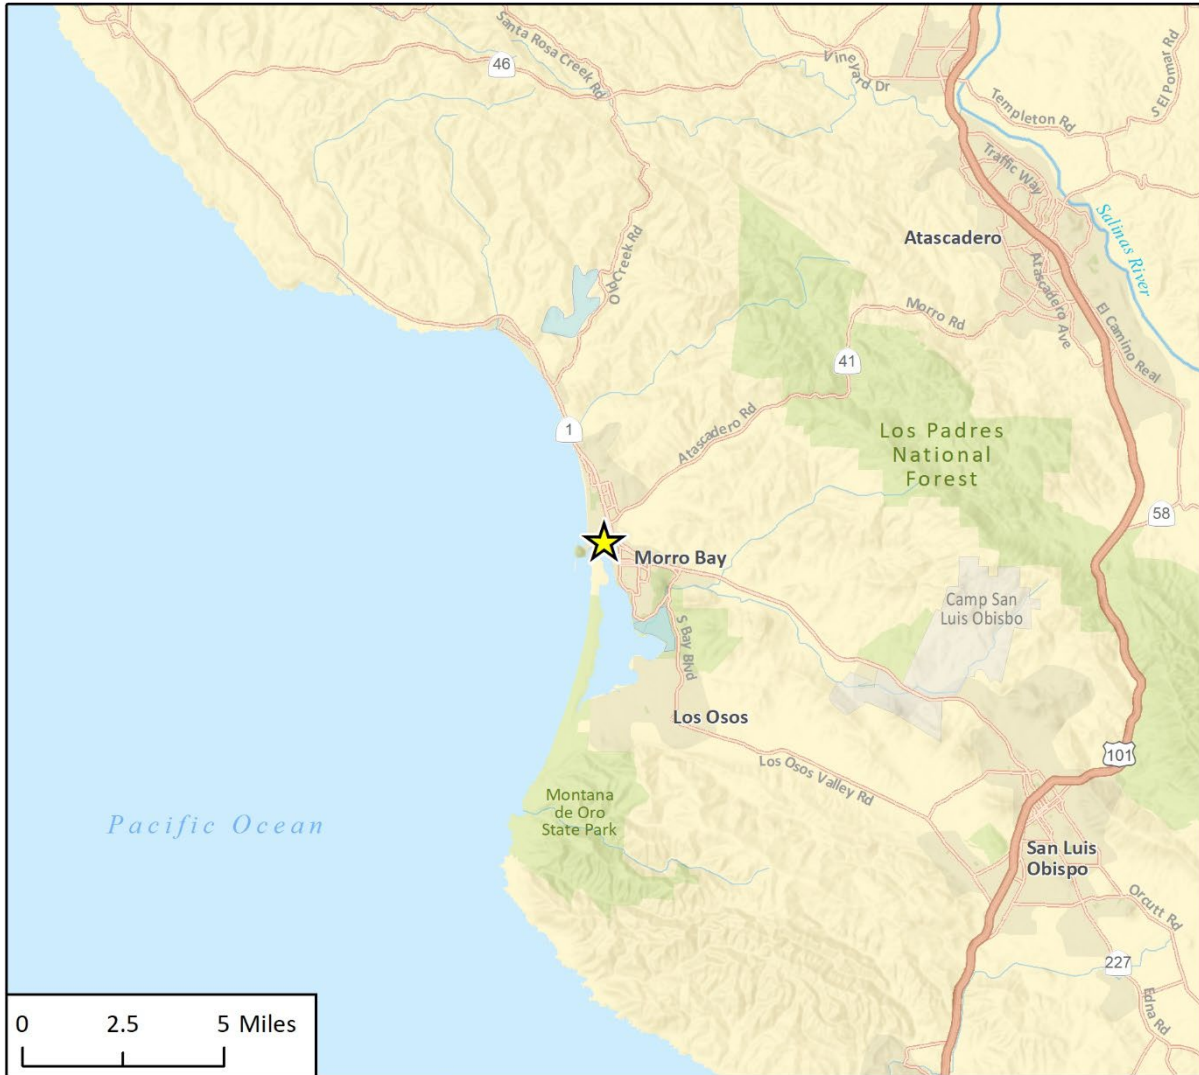 Santa Rosa Creek Rd
46
Vineyard Dr
S El Pomar Rd
Templeton Rd
Traffic Way
Salinas River
Atascadero
Old Creek Rd
Atascadero Ave
Morro Rd
El Camino Real
41
Atascadero Rd
1
Los Padres
National
Forest
58
Morro Bay
Camp San
Luis Obisbo
S Bay Blvd
Los Osos
101
Los Osos Valley Rd
Montana
de Oro
State Park
Pacific Ocean
San Luis
Obispo
Orcutt Rd
227
Edna Rd
0 2.5 5 Miles